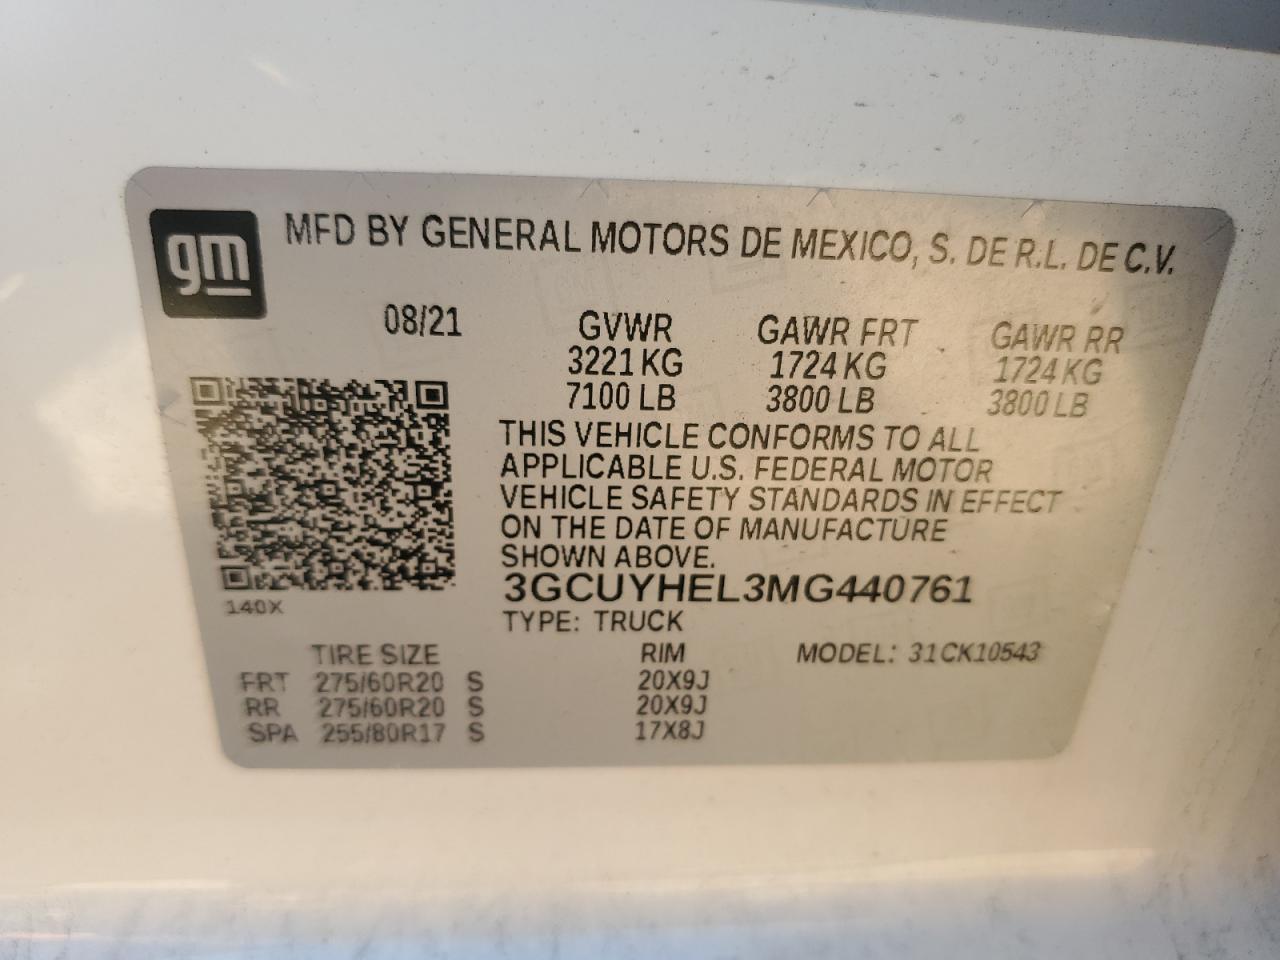 gm
MFD BY GENERAL MOTORS DE MEXICO, S. DE R.L. DE C.V.
08/21 GVWR GAWR FRT GAWR RR
3221 KG 1724 KG 1724 KG
7100 LB 3800 LB 3800 LB
THIS VEHICLE CONFORMS TO ALL
APPLICABLE U.S. FEDERAL MOTOR
VEHICLE SAFETY STANDARDS IN EFFECT
ON THE DATE OF MANUFACTURE
SHOWN ABOVE.
3GCUYHEL3MG440761
140X
TYPE: TRUCK
TIRE SIZE RIM MODEL: 31CK10543
FRT 275/60R20 S 20X9J
RR 275/60R20 S 20X9J
SPA 255/80R17 S 17X8J